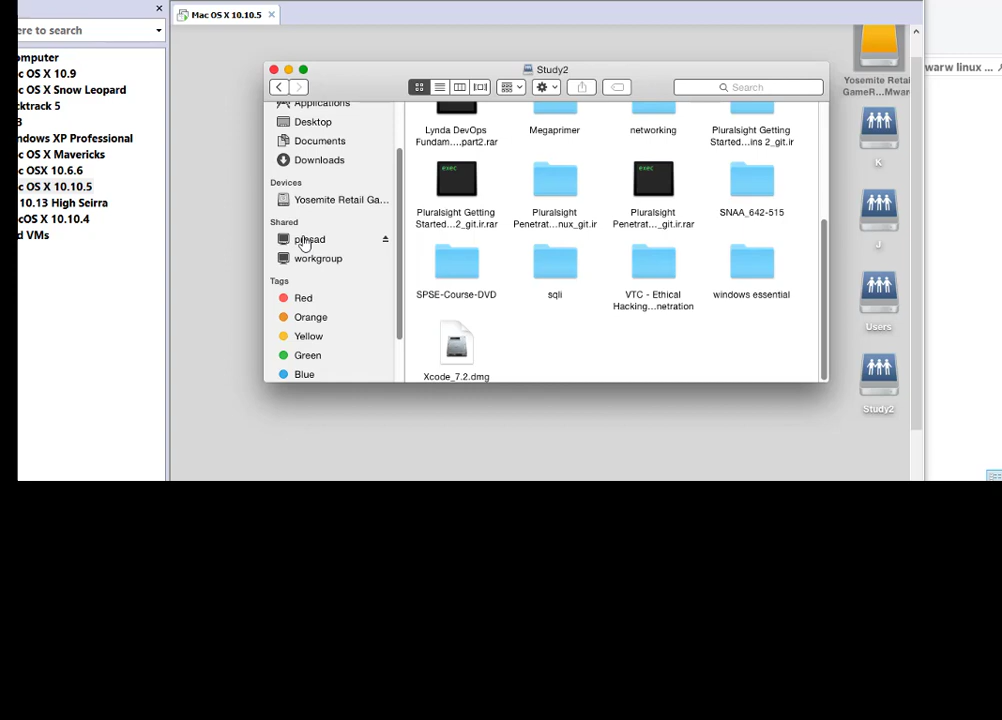 Mac OS X 10.10.5
ere to search
omputer
c OS X 10.9
c OS X Snow Leopard
cktrack 5
3
ndows XP Professional
c OS X Mavericks
c OSX 10.6.6
c OS X 10.10.5
10.13 High Seirra
cOS X 10.10.4
d VMs
Study2
Search
Applications
Desktop
Documents
Downloads
Devices
Yosemite Retail Ga...
Shared
workgroup
Tags
Red
Orange
Yellow
Green
Blue
Lynda DevOps
Fundam....part2.rar
Megaprimer
networking
Pluralsight Getting
Started...ins 2_git.ir
exec
Pluralsight Getting
Started...2_git.ir.rar
Pluralsight
Penetrat...nux_git.ir
exec
Pluralsight
Penetrat..._git.ir.rar
SNAA_642-515
SPSE-Course-DVD
sqli
VTC - Ethical
Hacking...netration
windows essential
Xcode_7.2.dmg
Yosemite Retai
GameR...Mwar
K
J
Users
Study2
warw linux ...